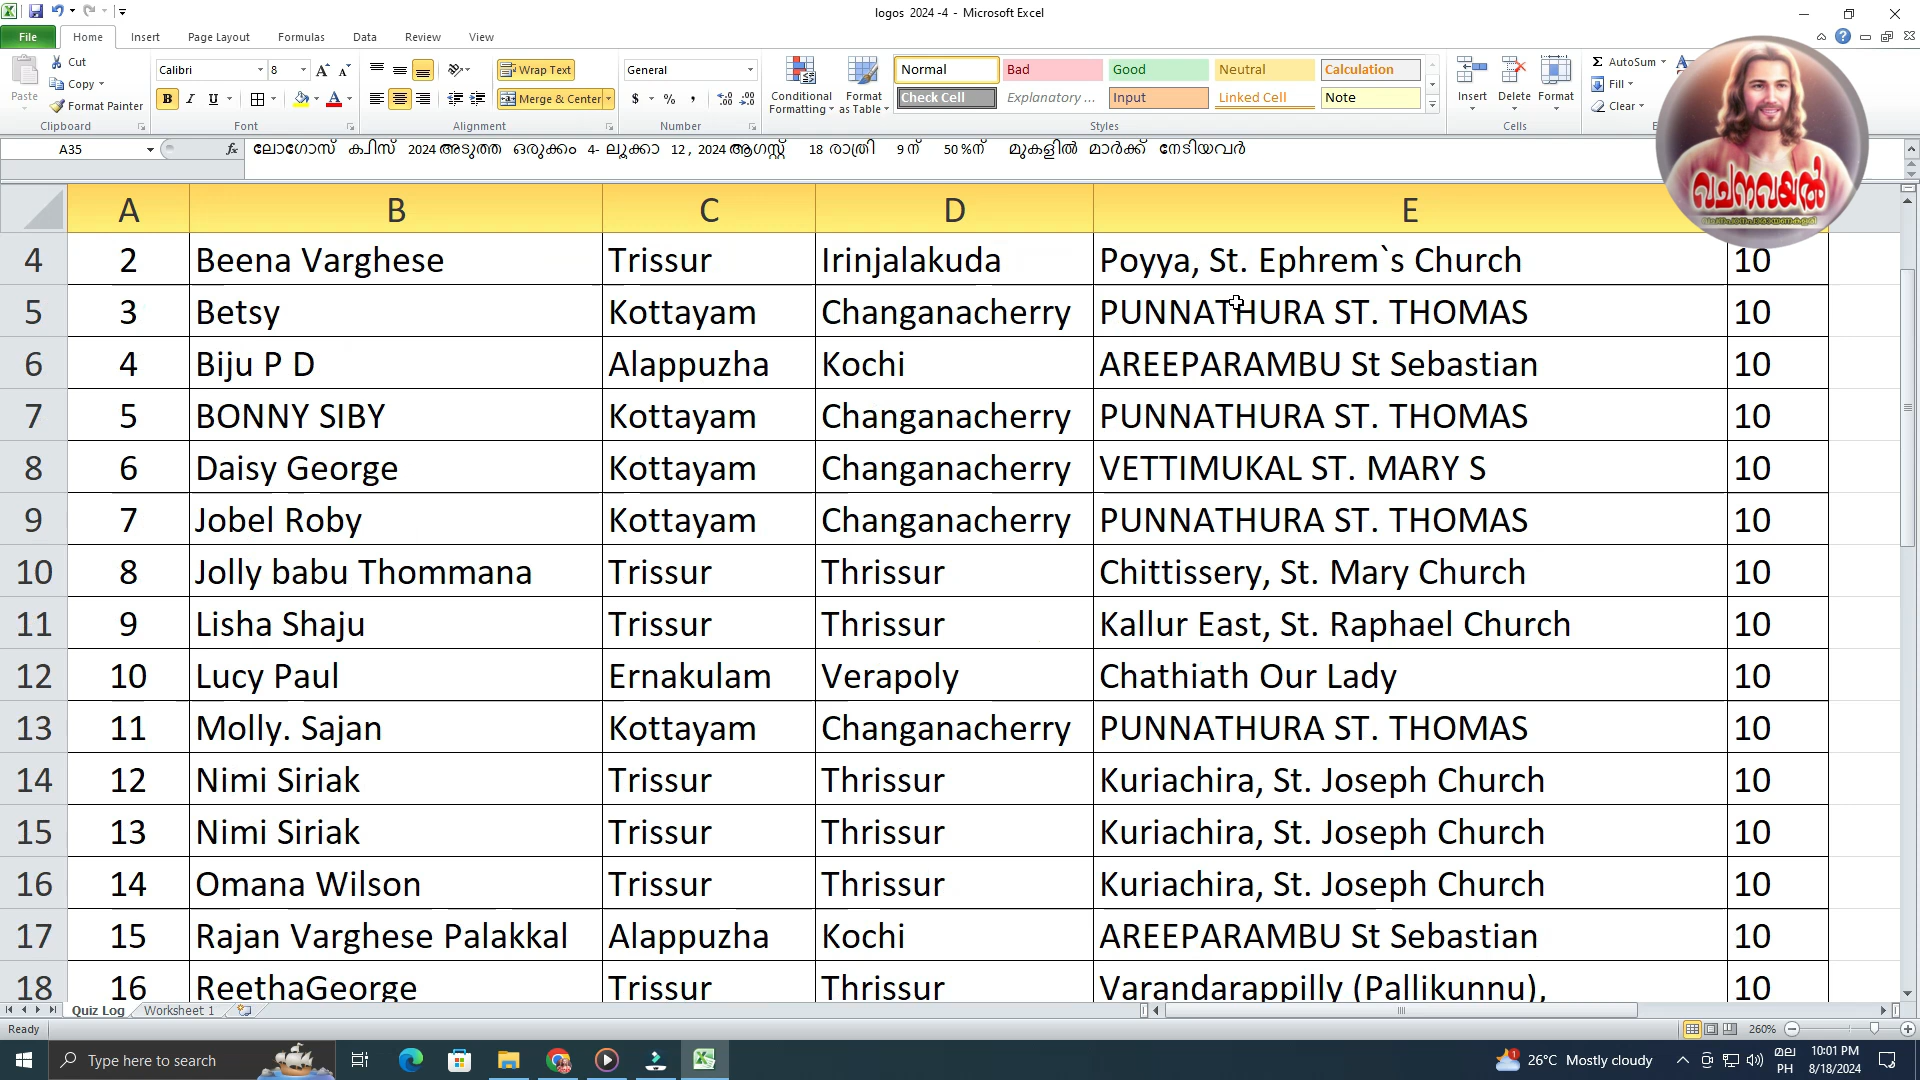 logos 2024 -4 - Microsoft Excel
File Home Insert Page Layout Formulas Data Review View
Paste Cut Copy Format Painter Clipboard
Calibri 8 B I U Font
Wrap Text Merge & Center Alignment
General $ % , Number
Conditional Formatting Format as Table
Normal Bad Good Neutral Calculation
Check Cell Explanatory ... Input Linked Cell Note
Styles
Insert Delete Format Cells
AutoSum Fill Clear
വചനവയൽ
A35 fx ലോഗോസ് ക്വിസ് 2024 അടുത്ത ഒരുക്കം 4- ലൂക്കാ 12 , 2024 ആഗസ്റ്റ് 18 രാത്രി 9 ന് 50 %ന് മുകളിൽ മാർക്ക് നേടിയവർ
A B C D E
4 2 Beena Varghese Trissur Irinjalakuda Poyya, St. Ephrem`s Church 10
5 3 Betsy Kottayam Changanacherry PUNNATHURA ST. THOMAS 10
6 4 Biju P D Alappuzha Kochi AREEPARAMBU St Sebastian 10
7 5 BONNY SIBY Kottayam Changanacherry PUNNATHURA ST. THOMAS 10
8 6 Daisy George Kottayam Changanacherry VETTIMUKAL ST. MARY S 10
9 7 Jobel Roby Kottayam Changanacherry PUNNATHURA ST. THOMAS 10
10 8 Jolly babu Thommana Trissur Thrissur Chittissery, St. Mary Church 10
11 9 Lisha Shaju Trissur Thrissur Kallur East, St. Raphael Church 10
12 10 Lucy Paul Ernakulam Verapoly Chathiath Our Lady 10
13 11 Molly. Sajan Kottayam Changanacherry PUNNATHURA ST. THOMAS 10
14 12 Nimi Siriak Trissur Thrissur Kuriachira, St. Joseph Church 10
15 13 Nimi Siriak Trissur Thrissur Kuriachira, St. Joseph Church 10
16 14 Omana Wilson Trissur Thrissur Kuriachira, St. Joseph Church 10
17 15 Rajan Varghese Palakkal Alappuzha Kochi AREEPARAMBU St Sebastian 10
18 16 ReethaGeorge Trissur Thrissur Varandarappilly (Pallikunnu), 10
Quiz Log Worksheet 1
Ready 260%
Type here to search 26°C Mostly cloudy മല PH 10:01 PM 8/18/2024